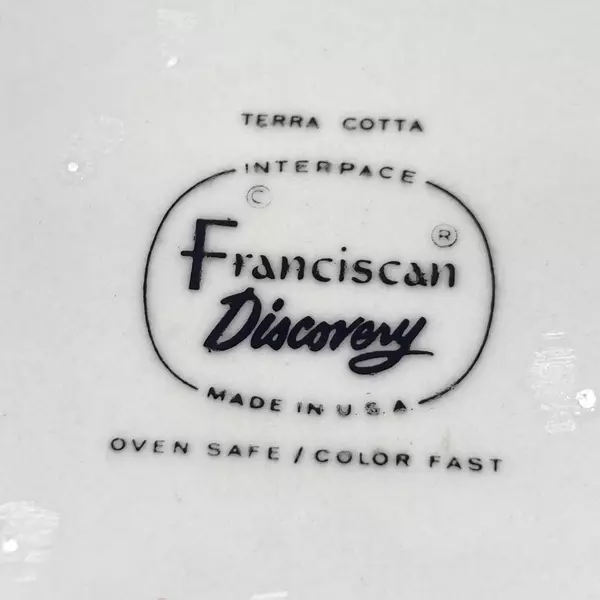 TERRA COTTA
INTERPACE
©
®
Franciscan
Discovery
MADE IN U.S.A
OVEN SAFE / COLOR FAST